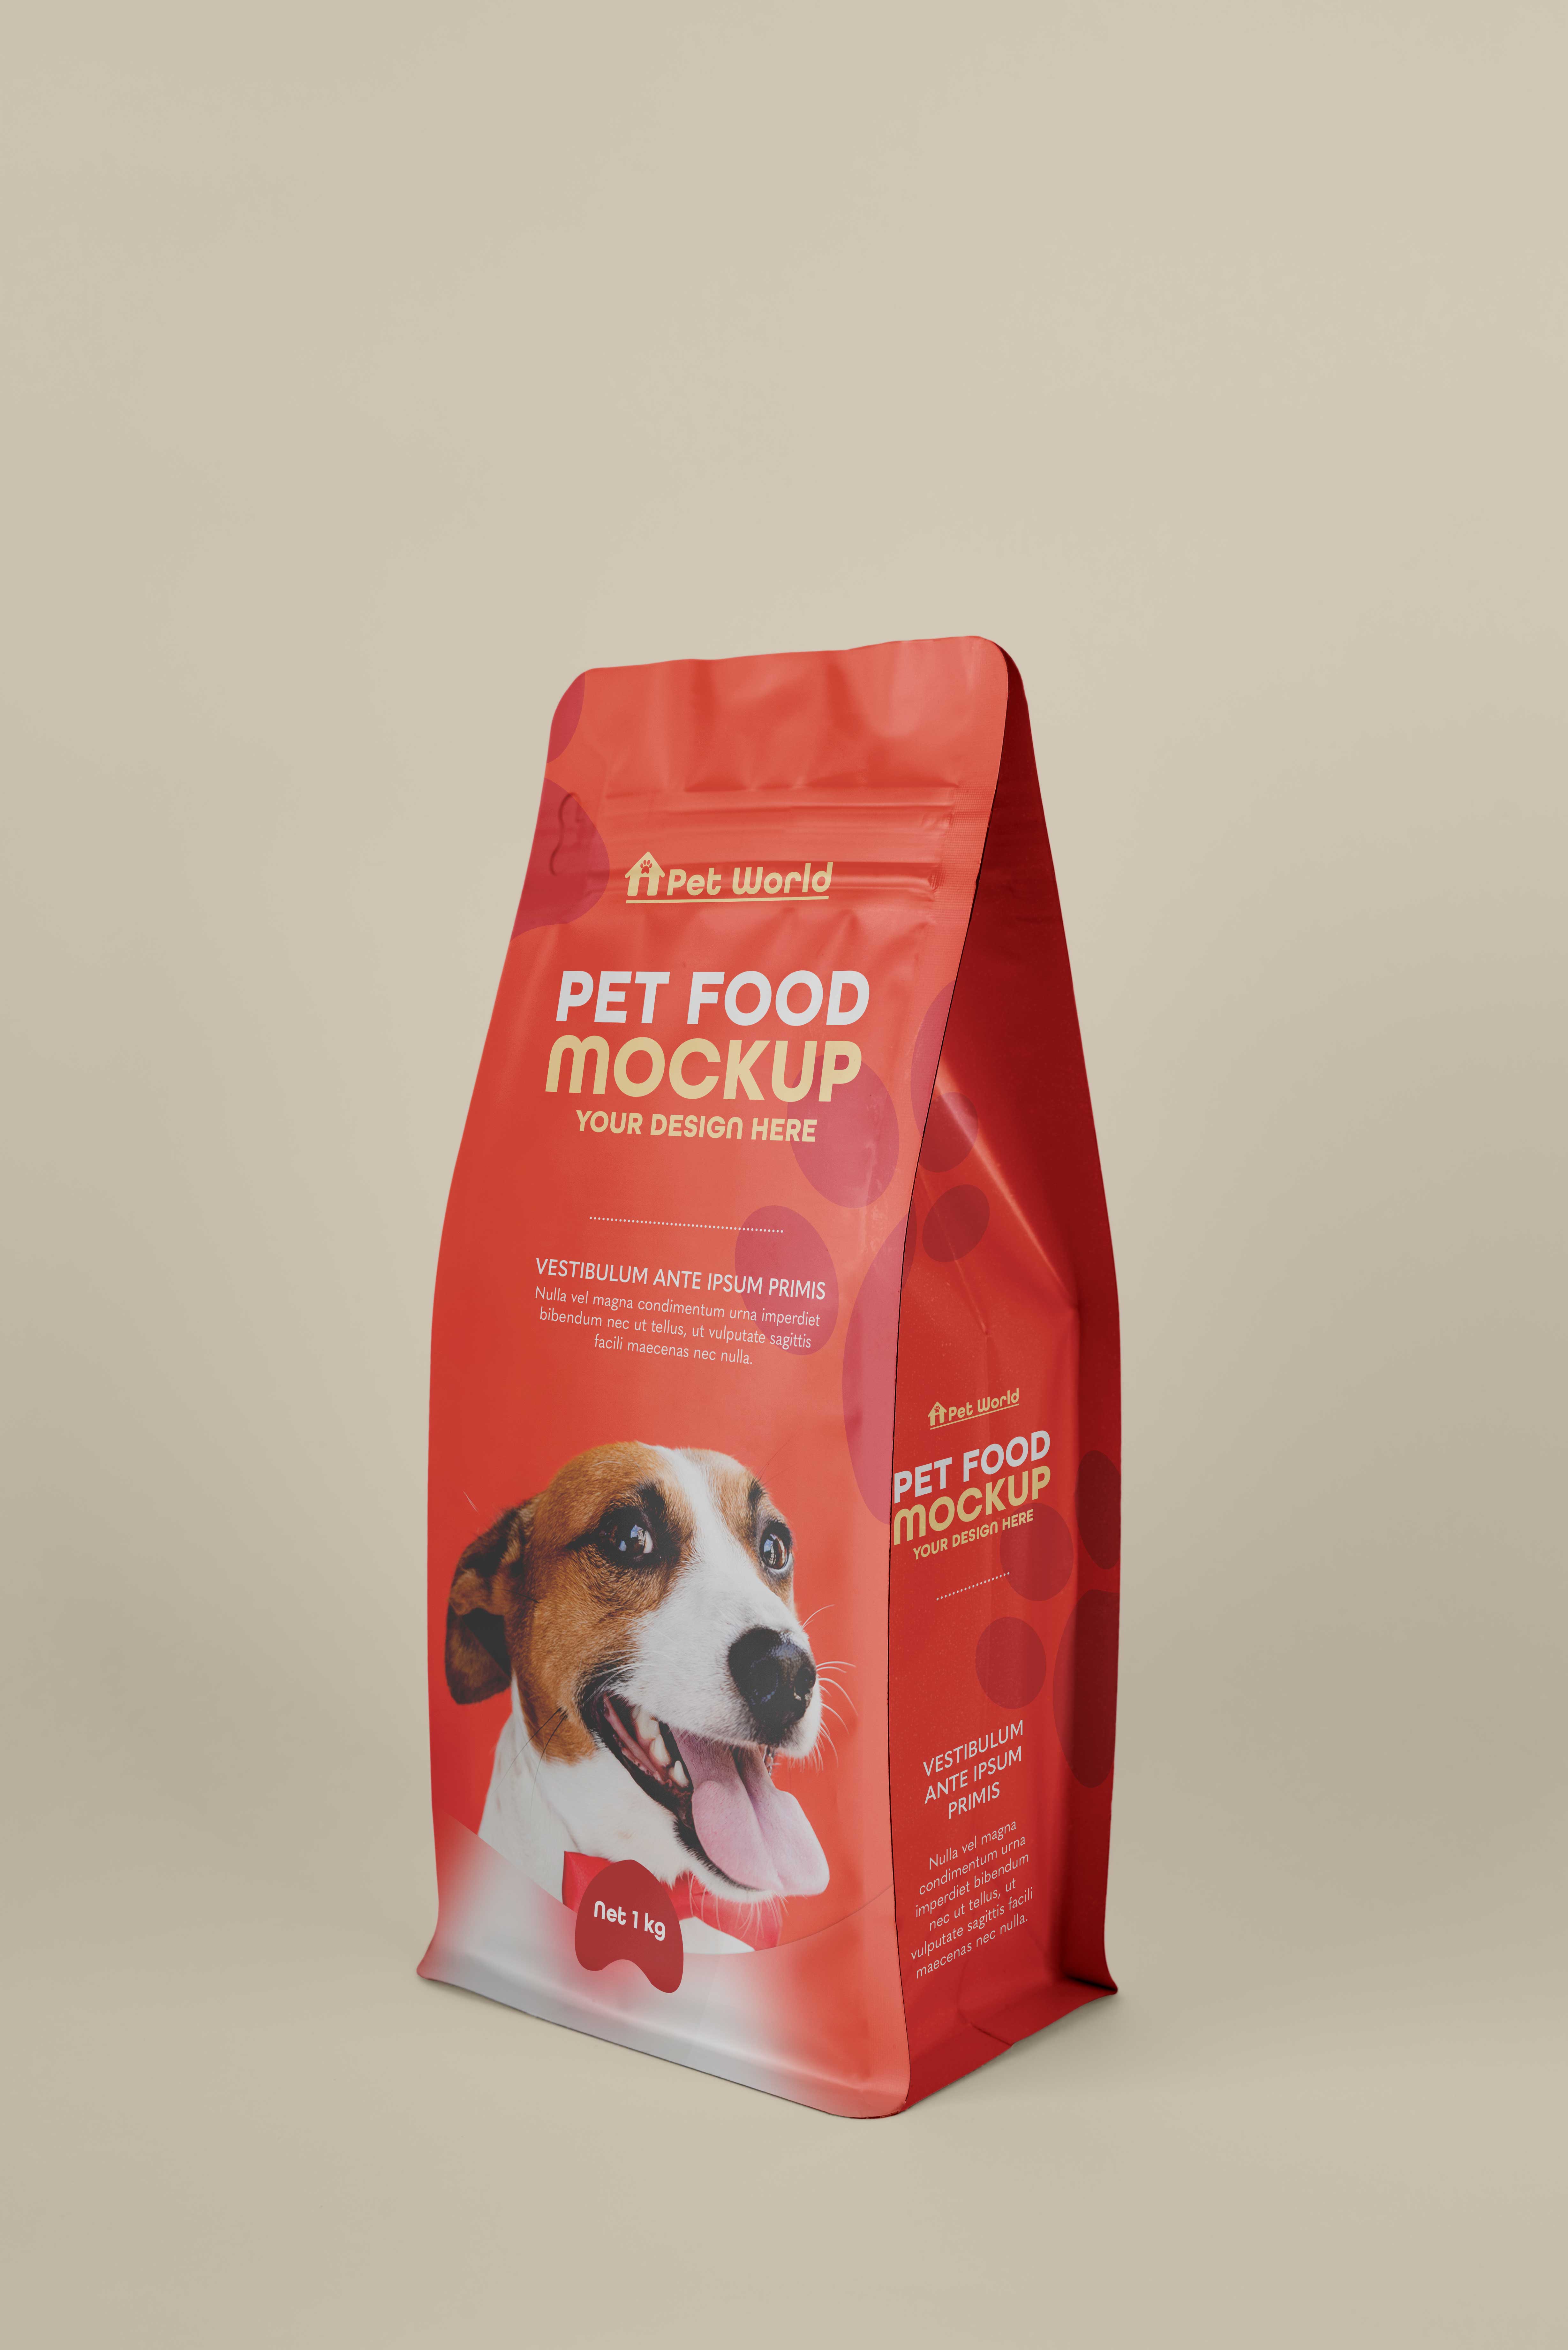 Pet World
PET FOOD
MOCKUP
YOUR DESIGN HERE
VESTIBULUM ANTE IPSUM PRIMIS
Nulla vel magna condimentum urna imperdiet
bibendum nec ut tellus, ut vulputate sagittis
facili maecenas nec nulla.
Net 1 kg
Pet World
PET FOOD
MOCKUP
YOUR DESIGN HERE
VESTIBULUM
ANTE IPSUM
PRIMIS
Nulla vel magna
condimentum urna
imperdiet bibendum
nec ut tellus, ut
vulputate sagittis facili
maecenas nec nulla.